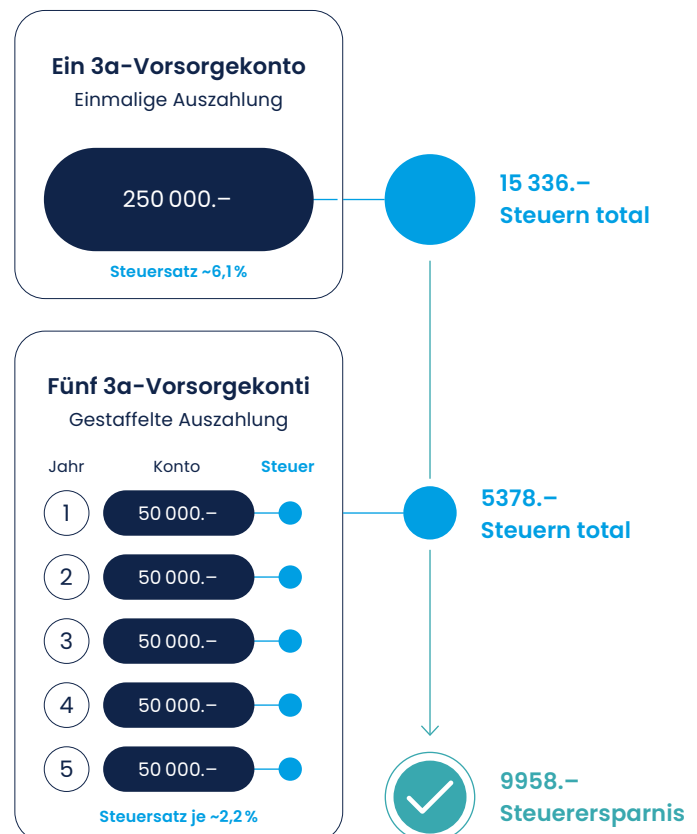 Ein 3a-Vorsorgekonto
Einmalige Auszahlung
250 000.–
Steuersatz ~6,1 %
15 336.–
Steuern total
Fünf 3a-Vorsorgekonti
Gestaffelte Auszahlung
Jahr Konto Steuer
1 50 000.–
2 50 000.–
3 50 000.–
4 50 000.–
5 50 000.–
Steuersatz je ~2,2 %
5378.–
Steuern total
9958.–
Steuerersparnis